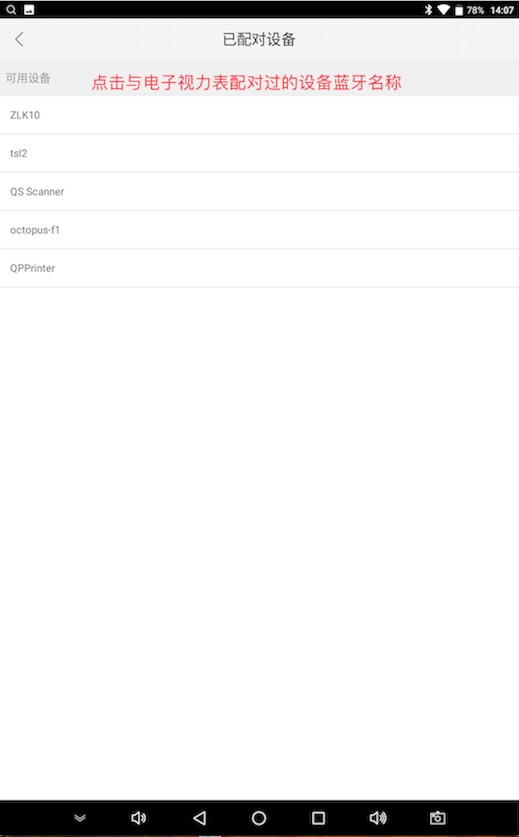 78% 14:07
已配对设备
可用设备 点击与电子视力表配对过的设备蓝牙名称
ZLK10
tsl2
QS Scanner
octopus-f1
QPPrinter